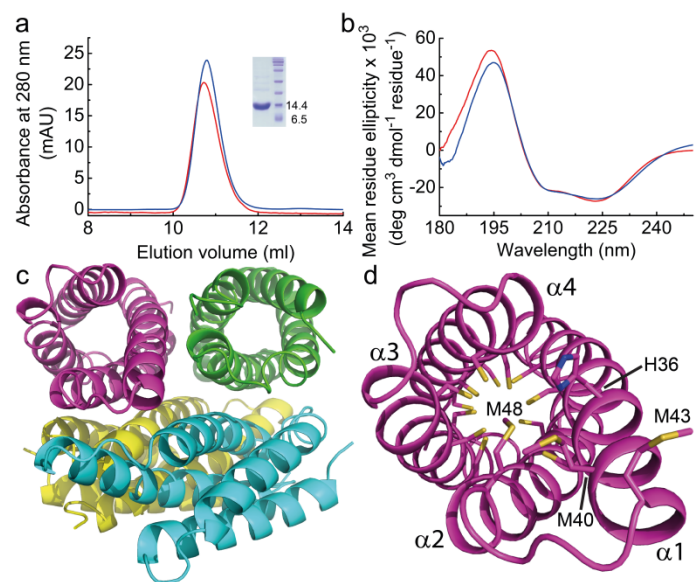 a
Absorbance at 280 nm
(mAU)
25
20
15
10
5
0
8
10
12
14
Elution volume (ml)
14.4
6.5
b
Mean residue ellipticity x 10³
(deg cm³ dmol⁻¹ residue⁻¹)
60
40
20
0
-20
180
195
210
225
240
Wavelength (nm)
c
d
α4
α3
H36
M48
M43
M40
α2
α1